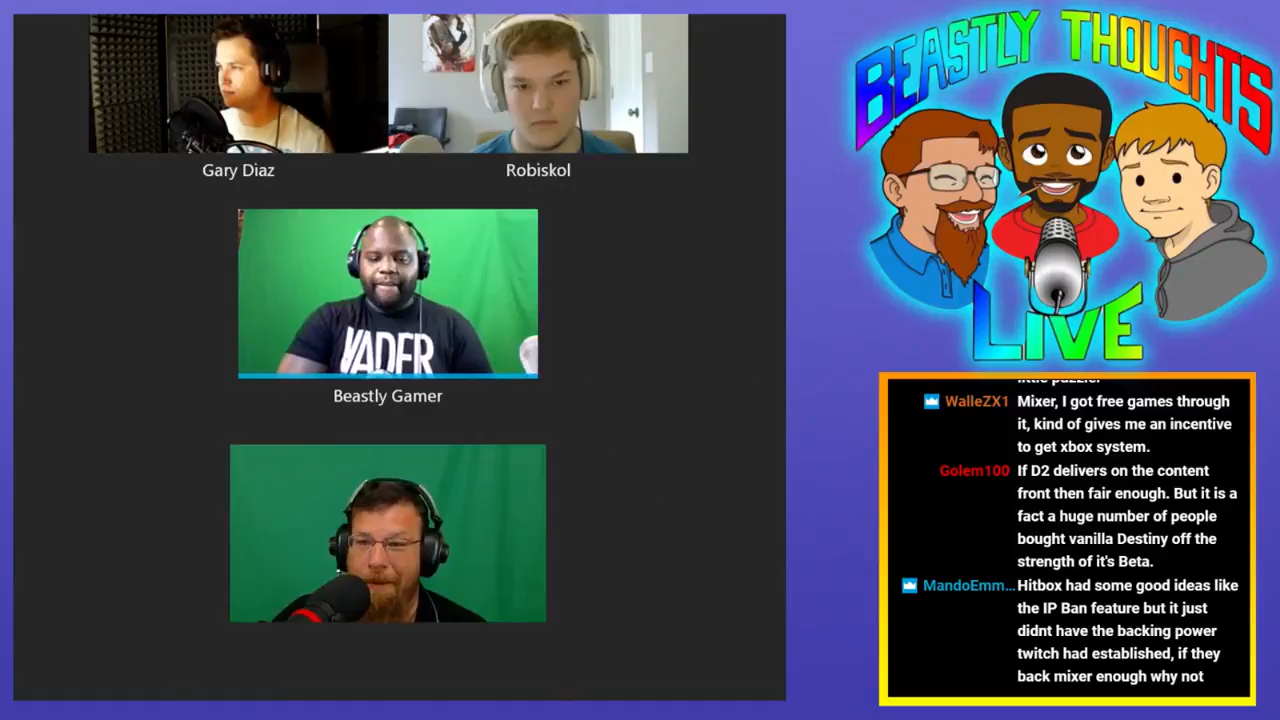 BEASTLY THOUGHTS
LIVE
Gary Diaz
Robiskol
VADER
Beastly Gamer
little puzzler
WalleZX1 Mixer, I got free games through
it, kind of gives me an incentive
to get xbox system.
Golem100 If D2 delivers on the content
front then fair enough. But it is a
fact a huge number of people
bought vanilla Destiny off the
strength of it's Beta.
MandoEmm... Hitbox had some good ideas like
the IP Ban feature but it just
didnt have the backing power
twitch had established, if they
back mixer enough why not